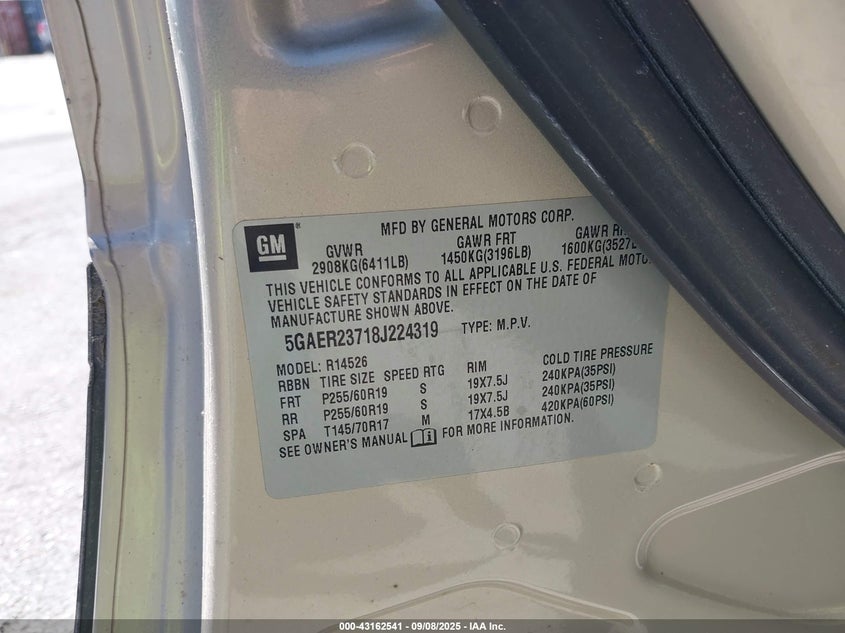 MFD BY GENERAL MOTORS CORP.
GM
GVWR GAWR FRT GAWR
2908KG(6411LB) 1450KG(3196LB) 1600KG(3527
THIS VEHICLE CONFORMS TO ALL APPLICABLE U.S. FEDERAL
VEHICLE SAFETY STANDARDS IN EFFECT ON THE DATE OF
MANUFACTURE SHOWN ABOVE.
5GAER23718J224319 TYPE: M.P.V.
MODEL: R14526
RBBN TIRE SIZE SPEED RTG RIM COLD TIRE PRESSURE
FRT P255/60R19 S 19X7.5J 240KPA(35PSI)
RR P255/60R19 S 19X7.5J 240KPA(35PSI)
SPA T145/70R17 M 17X4.5B 420KPA(60PSI)
SEE OWNER'S MANUAL FOR MORE INFORMATION.
000-43162541 - 09/08/2025 - IAA Inc.